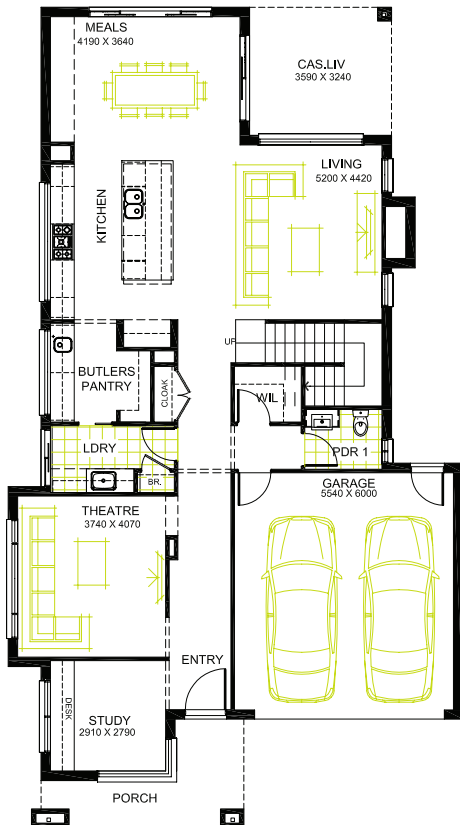 MEALS
4190 X 3640
CAS.LIV
3590 X 3240
LIVING
5200 X 4420
KITCHEN
UP
BUTLERS
PANTRY
CLOAK
WIL
LDRY
PDR 1
BR.
GARAGE
5540 X 6000
THEATRE
3740 X 4070
ENTRY
DESK
STUDY
2910 X 2790
PORCH